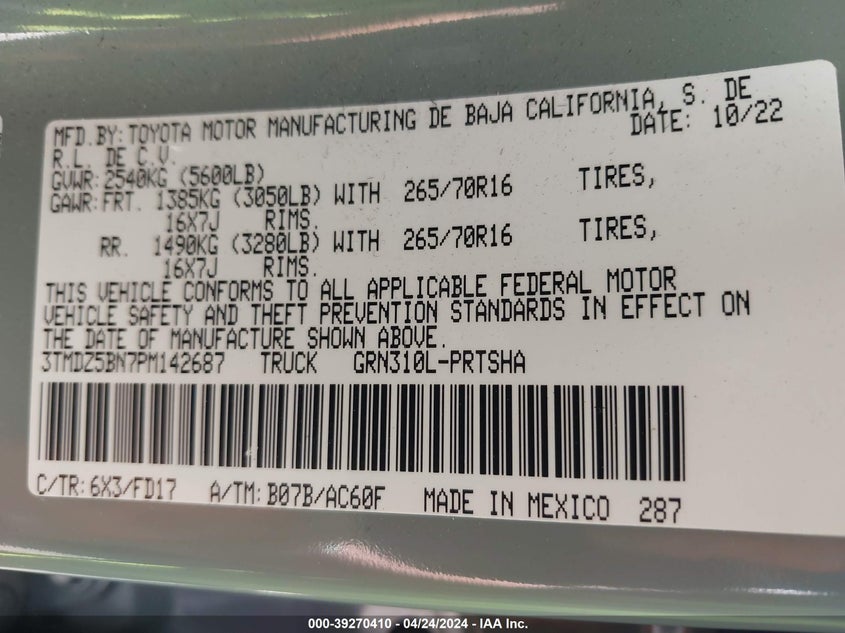 MFD.BY:TOYOTA MOTOR MANUFACTURING DE BAJA CALIFORNIA, S. DE
R.L. DE C.V. DATE: 10/22
GVWR:2540KG (5600LB)
GAWR:FRT. 1385KG (3050LB) WITH 265/70R16 TIRES,
16X7J RIMS.
RR. 1490KG (3280LB) WITH 265/70R16 TIRES,
16X7J RIMS.
THIS VEHICLE CONFORMS TO ALL APPLICABLE FEDERAL MOTOR
VEHICLE SAFETY AND THEFT PREVENTION STANDARDS IN EFFECT ON
THE DATE OF MANUFACTURE SHOWN ABOVE.
3TMDZ5BN7PM142687 TRUCK GRN310L-PRTSHA
C/TR:6X3/FD17 A/TM:B07B/AC60F MADE IN MEXICO 287
000-39270410 - 04/24/2024 - IAA Inc.